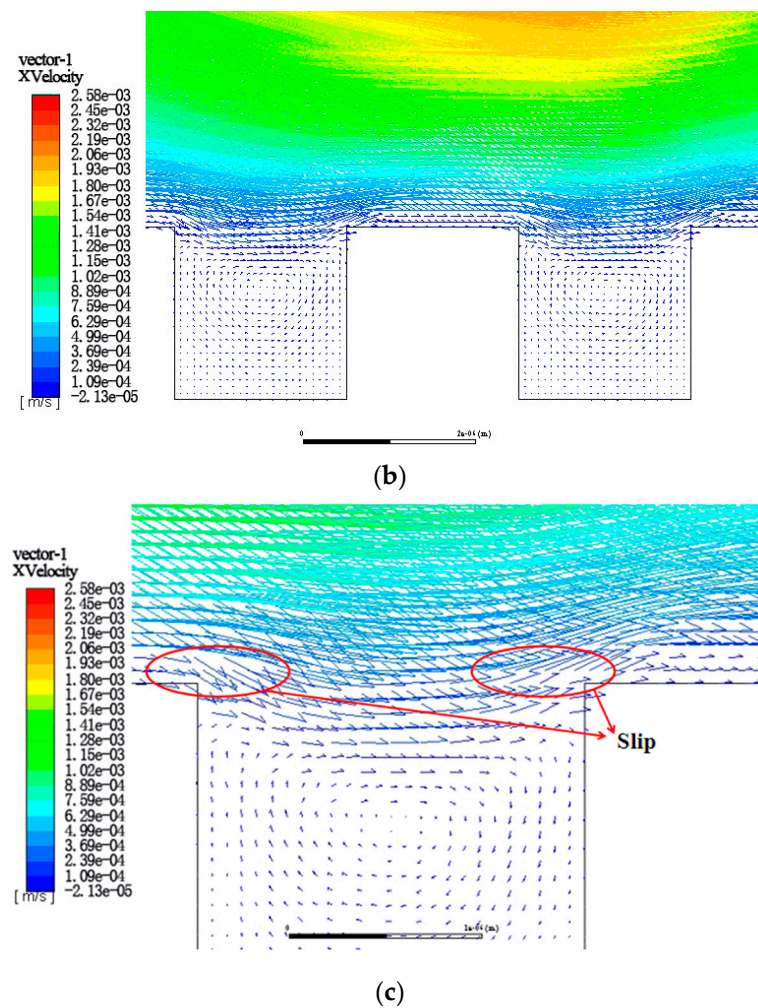 vector-1
XVelocity
2.58e-03
2.45e-03
2.32e-03
2.19e-03
2.06e-03
1.93e-03
1.80e-03
1.67e-03
1.54e-03
1.41e-03
1.28e-03
1.15e-03
1.02e-03
8.89e-04
7.59e-04
6.29e-04
4.99e-04
3.69e-04
2.39e-04
1.09e-04
-2.13e-05
[ m/s ]
0 2e-06 (m)
(b)
vector-1
XVelocity
2.58e-03
2.45e-03
2.32e-03
2.19e-03
2.06e-03
1.93e-03
1.80e-03
1.67e-03
1.54e-03
1.41e-03
1.28e-03
1.15e-03
1.02e-03
8.89e-04
7.59e-04
6.29e-04
4.99e-04
3.69e-04
2.39e-04
1.09e-04
-2.13e-05
[ m/s ]
Slip
0 1e-06 (m)
(c)